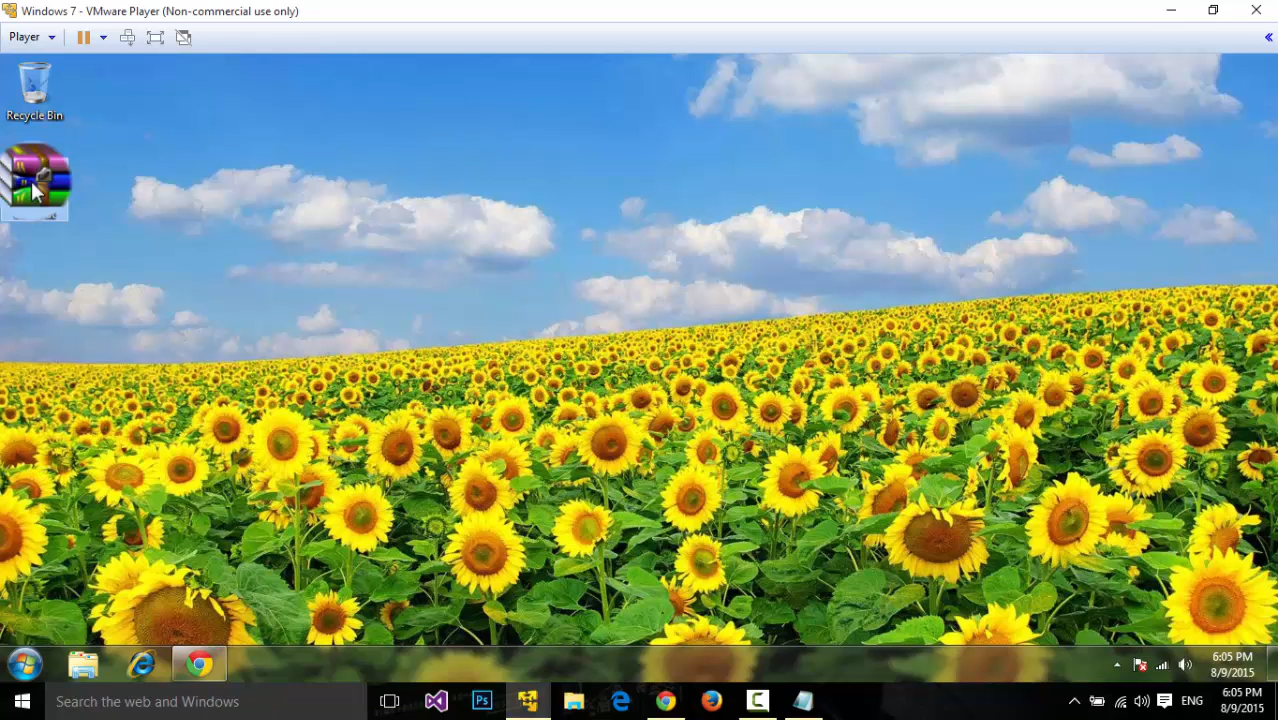 Windows 7 - VMware Player (Non-commercial use only)
Player
Recycle Bin
6:05 PM
8/9/2015
Search the web and Windows
Ps
ENG
6:05 PM
8/9/2015